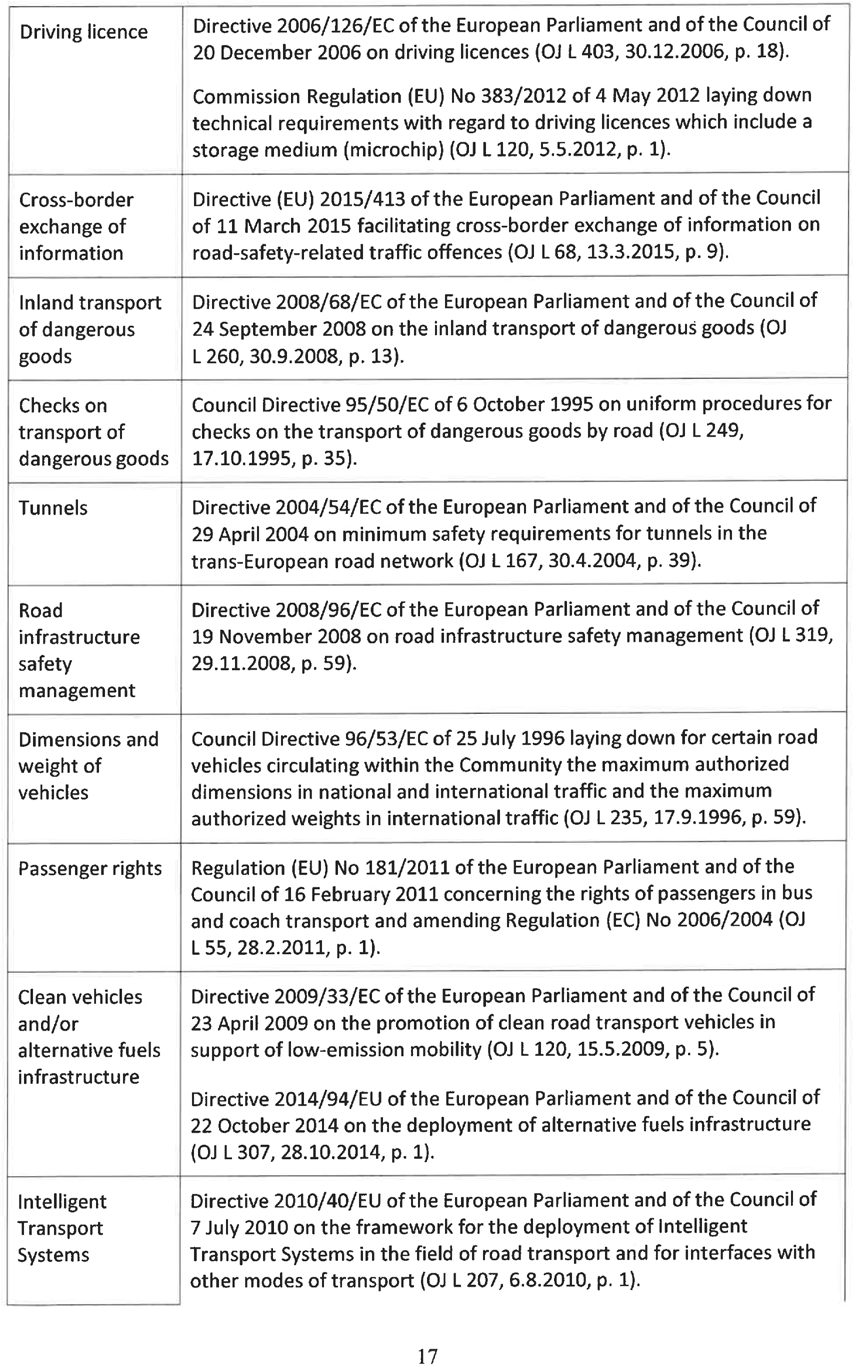 Driving licence
Directive 2006/126/EC of the European Parliament and of the Council of
20 December 2006 on driving licences (OJ L 403, 30.12.2006, p. 18).
Commission Regulation (EU) No 383/2012 of 4 May 2012 laying down
technical requirements with regard to driving licences which include a
storage medium (microchip) (OJ L 120, 5.5.2012, p. 1).
Cross-border
exchange of
information
Directive (EU) 2015/413 of the European Parliament and of the Council
of 11 March 2015 facilitating cross-border exchange of information on
road-safety-related traffic offences (OJ L 68, 13.3.2015, p. 9).
Inland transport
of dangerous
goods
Directive 2008/68/EC of the European Parliament and of the Council of
24 September 2008 on the inland transport of dangerous goods (OJ
L 260, 30.9.2008, p. 13).
Checks on
transport of
dangerous goods
Council Directive 95/50/EC of 6 October 1995 on uniform procedures for
checks on the transport of dangerous goods by road (OJ L 249,
17.10.1995, p. 35).
Tunnels
Directive 2004/54/EC of the European Parliament and of the Council of
29 April 2004 on minimum safety requirements for tunnels in the
trans-European road network (OJ L 167, 30.4.2004, p. 39).
Road
infrastructure
safety
management
Directive 2008/96/EC of the European Parliament and of the Council of
19 November 2008 on road infrastructure safety management (OJ L 319,
29.11.2008, p. 59).
Dimensions and
weight of
vehicles
Council Directive 96/53/EC of 25 July 1996 laying down for certain road
vehicles circulating within the Community the maximum authorized
dimensions in national and international traffic and the maximum
authorized weights in international traffic (OJ L 235, 17.9.1996, p. 59).
Passenger rights
Regulation (EU) No 181/2011 of the European Parliament and of the
Council of 16 February 2011 concerning the rights of passengers in bus
and coach transport and amending Regulation (EC) No 2006/2004 (OJ
L 55, 28.2.2011, p. 1).
Clean vehicles
and/or
alternative fuels
infrastructure
Directive 2009/33/EC of the European Parliament and of the Council of
23 April 2009 on the promotion of clean road transport vehicles in
support of low-emission mobility (OJ L 120, 15.5.2009, p. 5).
Directive 2014/94/EU of the European Parliament and of the Council of
22 October 2014 on the deployment of alternative fuels infrastructure
(OJ L 307, 28.10.2014, p. 1).
Intelligent
Transport
Systems
Directive 2010/40/EU of the European Parliament and of the Council of
7 July 2010 on the framework for the deployment of Intelligent
Transport Systems in the field of road transport and for interfaces with
other modes of transport (OJ L 207, 6.8.2010, p. 1).
17